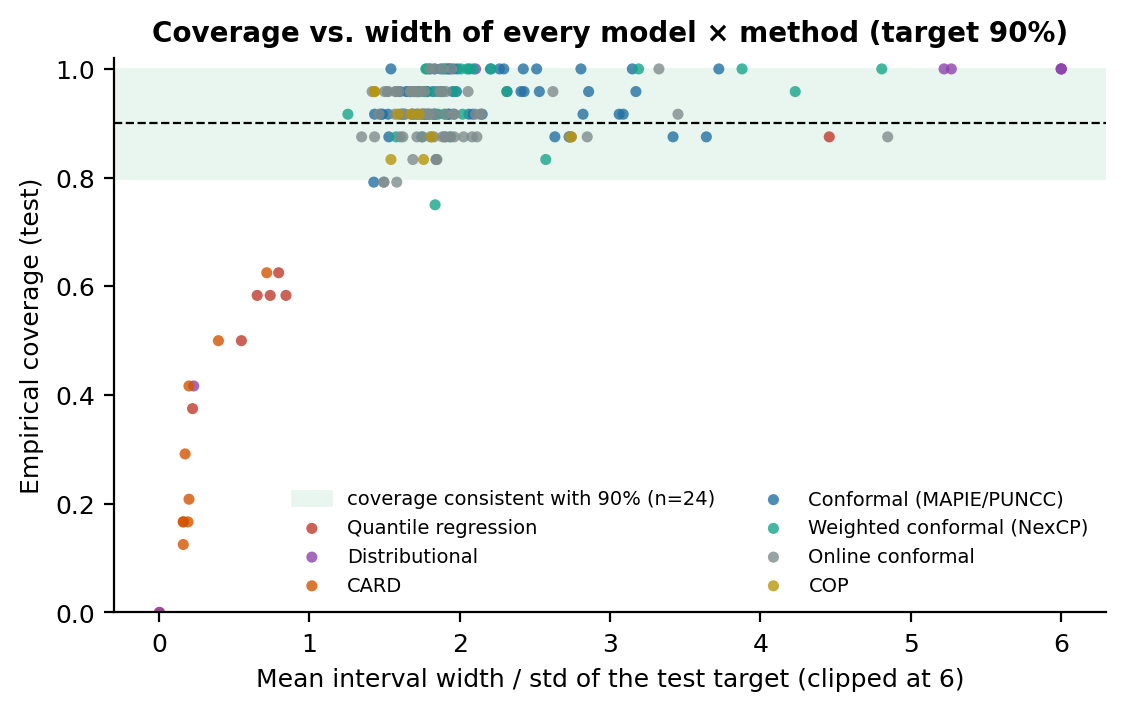 Coverage vs. width of every model × method (target 90%)
Empirical coverage (test)
1.0
0.8
0.6
0.4
0.2
0.0
coverage consistent with 90% (n=24)
Quantile regression
Distributional
CARD
Conformal (MAPIE/PUNCC)
Weighted conformal (NexCP)
Online conformal
COP
0 1 2 3 4 5 6
Mean interval width / std of the test target (clipped at 6)